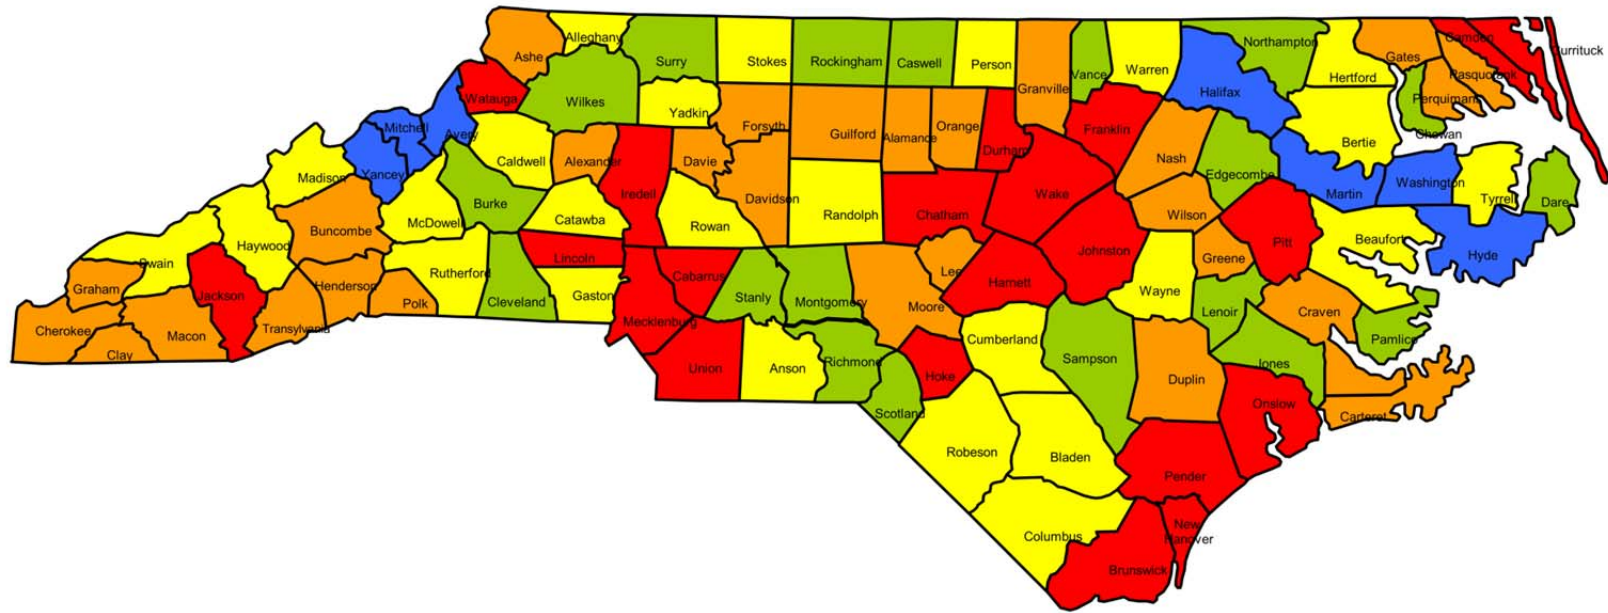 Alleghany
Ashe
Surry
Stokes
Rockingham
Caswell
Person
Granville
Vance
Warren
Northampton
Hertford
Gates
Camden
Currituck
Pasquotank
Perquimans
Chowan
Watauga
Wilkes
Yadkin
Forsyth
Guilford
Alamance
Orange
Durham
Franklin
Halifax
Bertie
Mitchell
Avery
Caldwell
Alexander
Davie
Nash
Edgecombe
Madison
Yancey
Burke
Iredell
Davidson
Wake
Martin
Washington
Tyrrell
Dare
Buncombe
McDowell
Catawba
Rowan
Randolph
Chatham
Wilson
Pitt
Beaufort
Hyde
Swain
Haywood
Rutherford
Lincoln
Cabarrus
Lee
Harnett
Johnston
Greene
Graham
Jackson
Henderson
Polk
Cleveland
Gaston
Stanly
Montgomery
Moore
Wayne
Lenoir
Craven
Pamlico
Cherokee
Clay
Macon
Transylvania
Mecklenburg
Union
Anson
Richmond
Hoke
Cumberland
Sampson
Duplin
Jones
Carteret
Scotland
Onslow
Robeson
Bladen
Pender
Columbus
New
Hanover
Brunswick